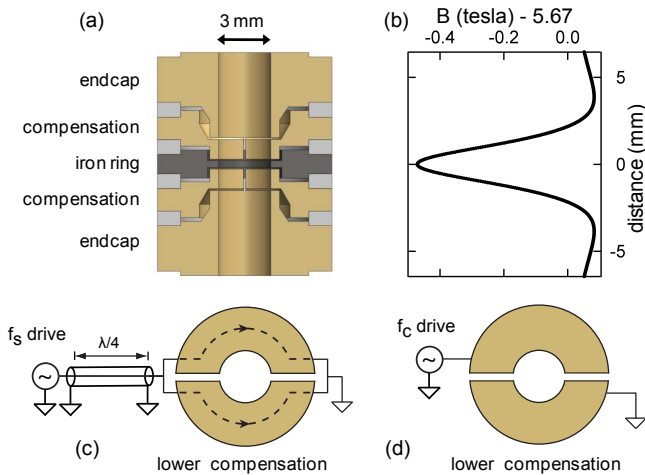 (a)
3 mm
endcap
compensation
iron ring
compensation
endcap
(b)
B (tesla) - 5.67
-0.4 -0.2 0.0
5
0
-5
distance (mm)
fs drive
λ/4
~
(c)
lower compensation
fc drive
~
(d)
lower compensation